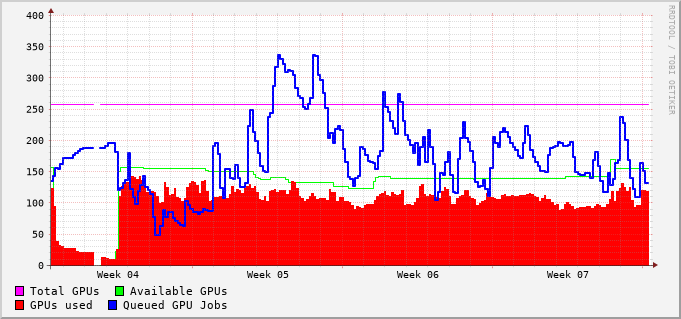 400
350
300
250
200
150
100
50
0
Week 04 Week 05 Week 06 Week 07
Total GPUs Available GPUs
GPUs used Queued GPU Jobs
RRDTOOL / TOBI OETIKER